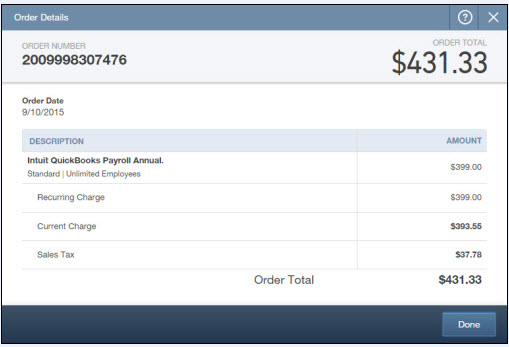 Order Details
?
ORDER NUMBER
2009998307476
ORDER TOTAL
$431.33
Order Date
9/10/2015
DESCRIPTION AMOUNT
Intuit QuickBooks Payroll Annual. $399.00
Standard | Unlimited Employees
Recurring Charge $399.00
Current Charge $393.55
Sales Tax $37.78
Order Total $431.33
Done